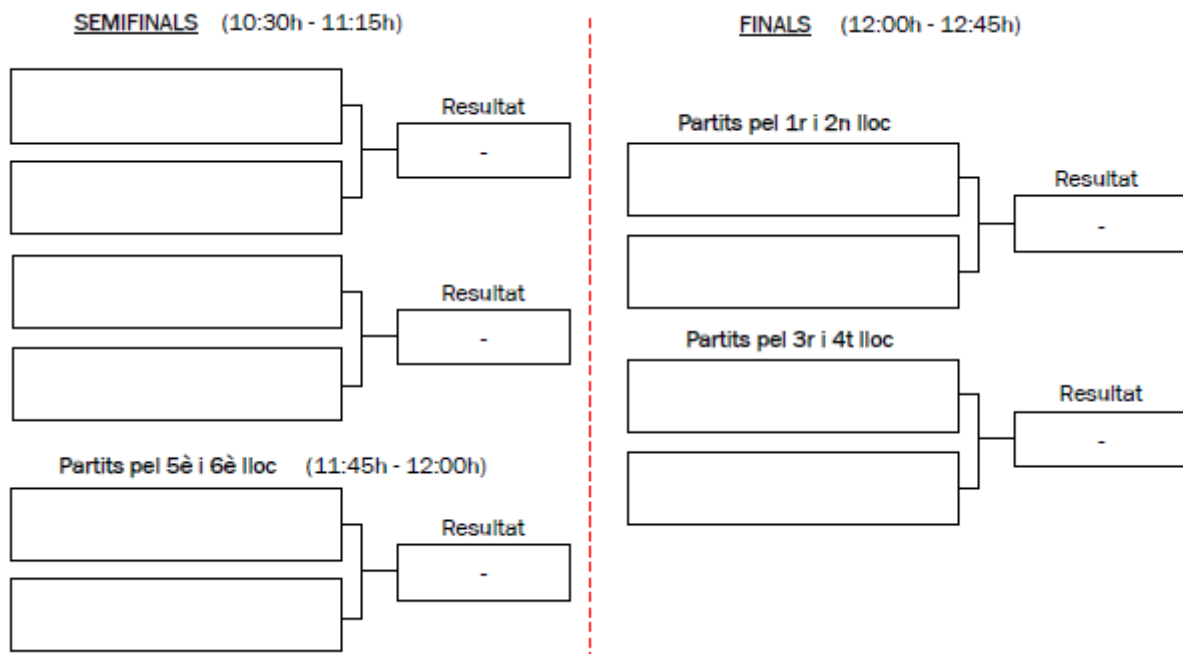 SEMIFINALS (10:30h - 11:15h)
Resultat
-
Resultat
-
Partits pel 5è i 6è lloc (11:45h - 12:00h)
Resultat
-
FINALS (12:00h - 12:45h)
Partits pel 1r i 2n lloc
Resultat
-
Partits pel 3r i 4t lloc
Resultat
-